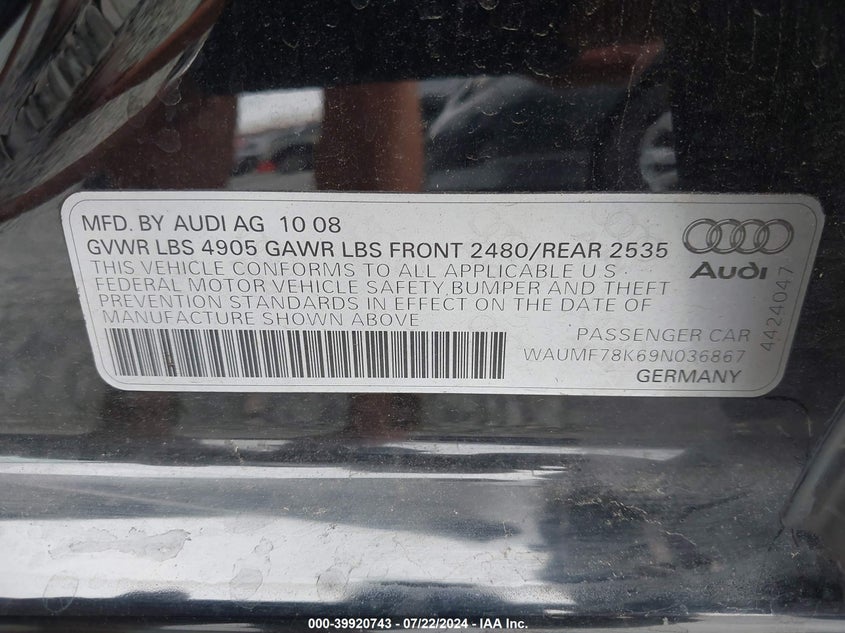 MFD. BY AUDI AG 10 08
GVWR LBS 4905 GAWR LBS FRONT 2480/REAR 2535
THIS VEHICLE CONFORMS TO ALL APPLICABLE U S
FEDERAL MOTOR VEHICLE SAFETY, BUMPER AND THEFT
PREVENTION STANDARDS IN EFFECT ON THE DATE OF
MANUFACTURE SHOWN ABOVE
Audi
PASSENGER CAR
WAUMF78K69N036867
GERMANY
4424047
000-39920743 - 07/22/2024 - IAA Inc.